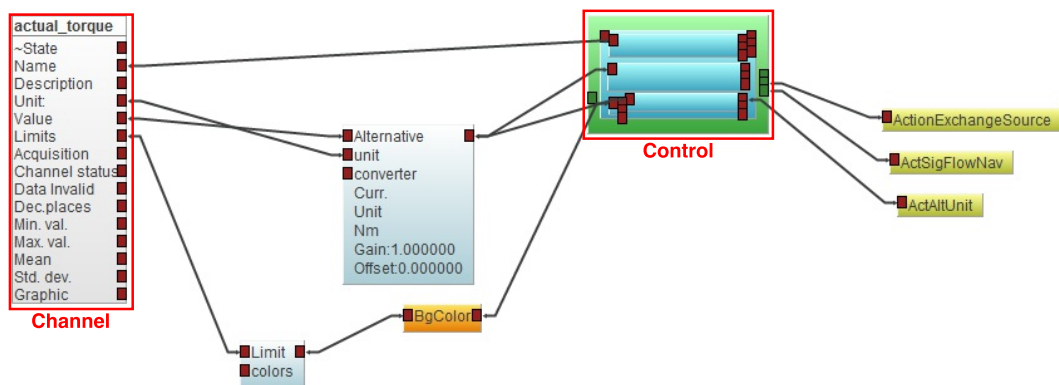 actual_torque
~State
Name
Description
Unit:
Value
Limits
Acquisition
Channel status
Data Invalid
Dec.places
Min. val.
Max. val.
Mean
Std. dev.
Graphic
Channel
Alternative
unit
converter
Curr.
Unit
Nm
Gain:1.000000
Offset:0.000000
Limit
colors
BgColor
Control
ActionExchangeSource
ActSigFlowNav
ActAltUnit